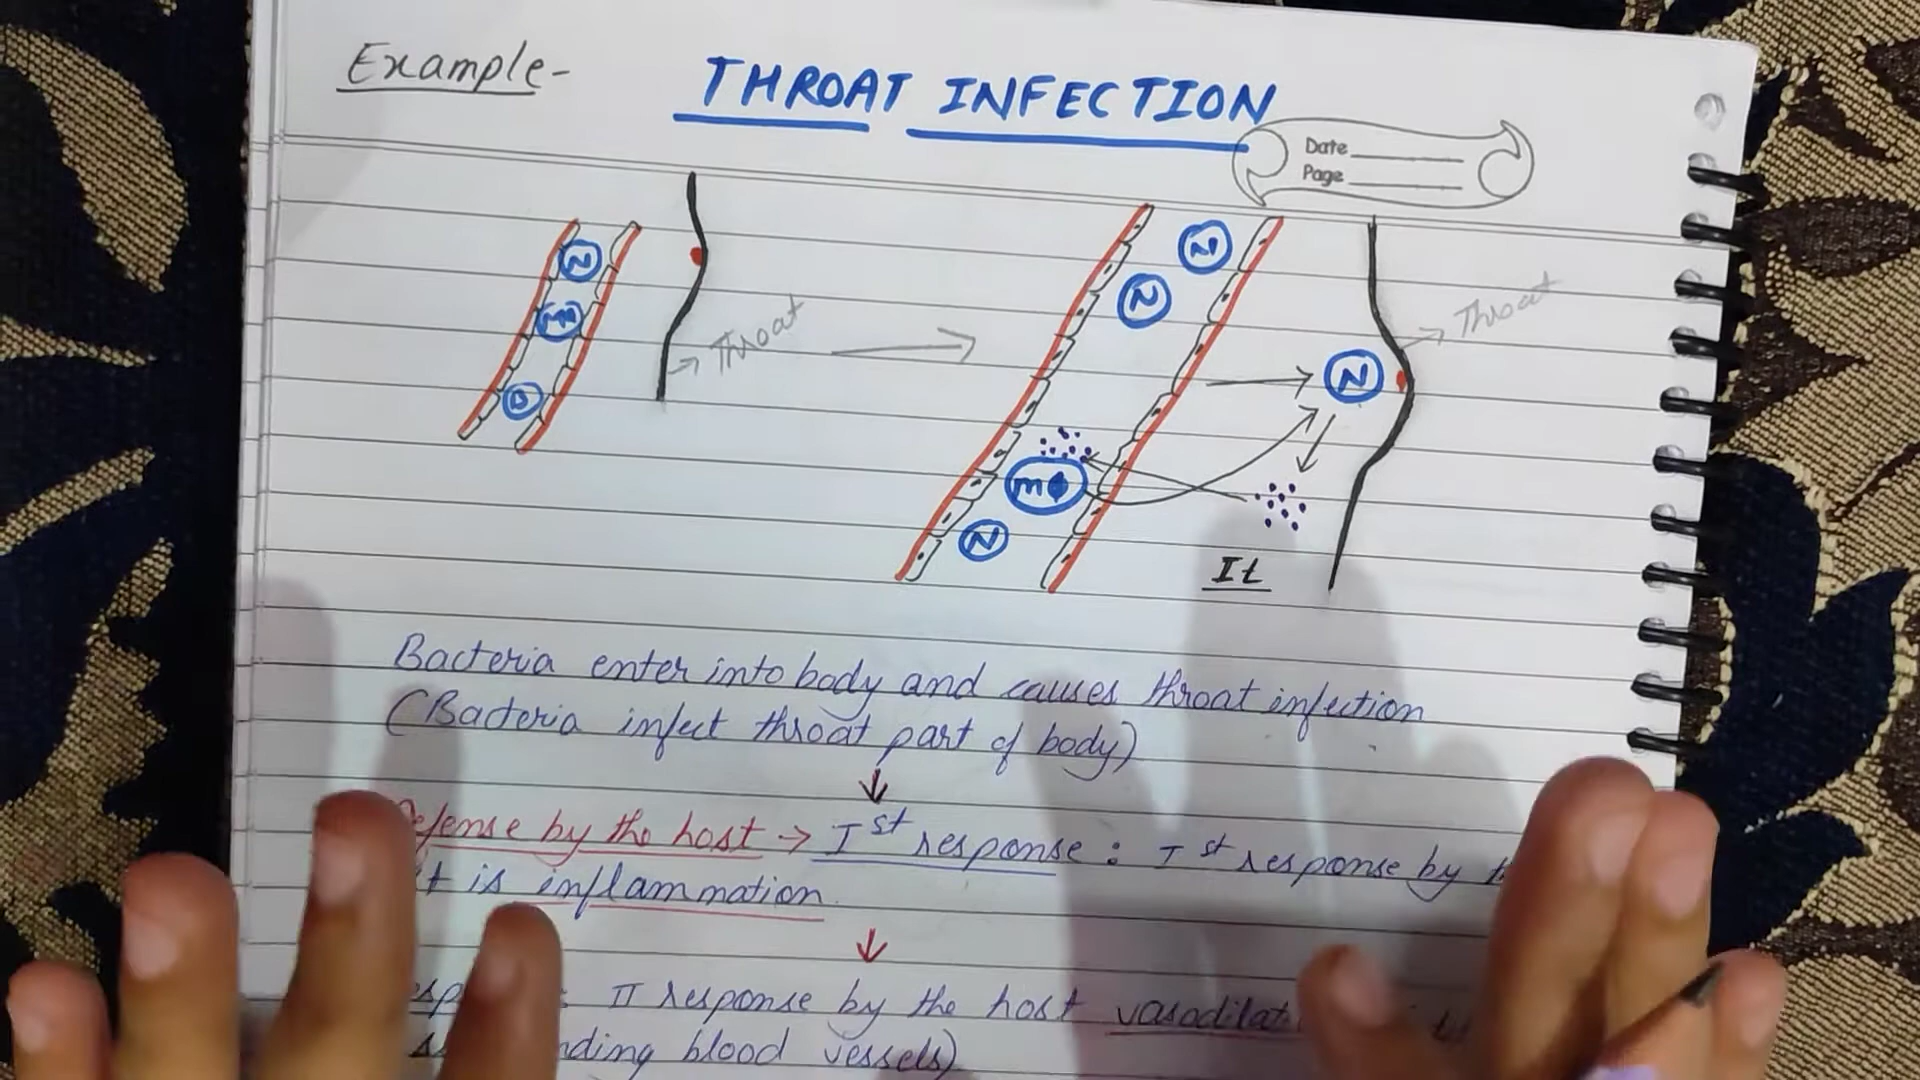 Example-
THROAT INFECTION
Date
Page
N
N
N
Throat
Throat
N
B
mφ
N
It
Bacteria enter into body and causes throat infection
(Bacteria infect throat part of body)
↓
efense by the host → Ist response : Ist response by
is inflammation
↓
II response by the host vasodilat
blood vessels)